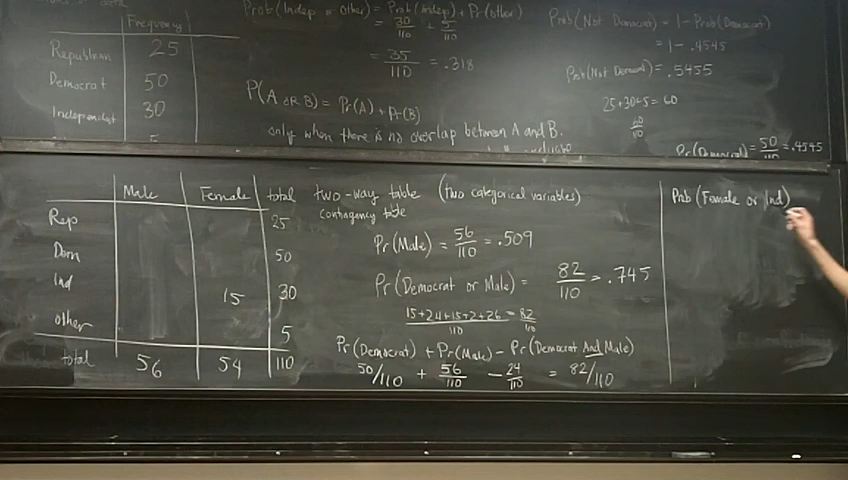 Frequency
Republican 25
Democrat 50
Independent 30
5
Prob(Indep or Other) = Prob(Indep) + Pr(other)
= 30/110 + 5/110
= 35/110 = .318
P(A OR B) = Pr(A) + Pr(B)
only when there is no overlap between A and B.
Prob(Not Democrat) = 1 - Prob(Democrat)
= 1 - .4545
Prob(Not Democrat) = .5455
25+30+5 = 60
60/110
Pr(Democrat) = 50/110 = .4545
Male Female total
Rep 25
Dem 50
Ind 15 30
other 5
total 56 54 110
two-way table (two categorical variables)
contingency table
Pr(Male) = 56/110 = .509
Pr(Democrat or Male) = 82/110 = .745
15+24+15+2+26/110 = 82/110
Pr(Democrat) + Pr(Male) - Pr(Democrat And Male)
50/110 + 56/110 - 24/110 = 82/110
Prob(Female or Ind)